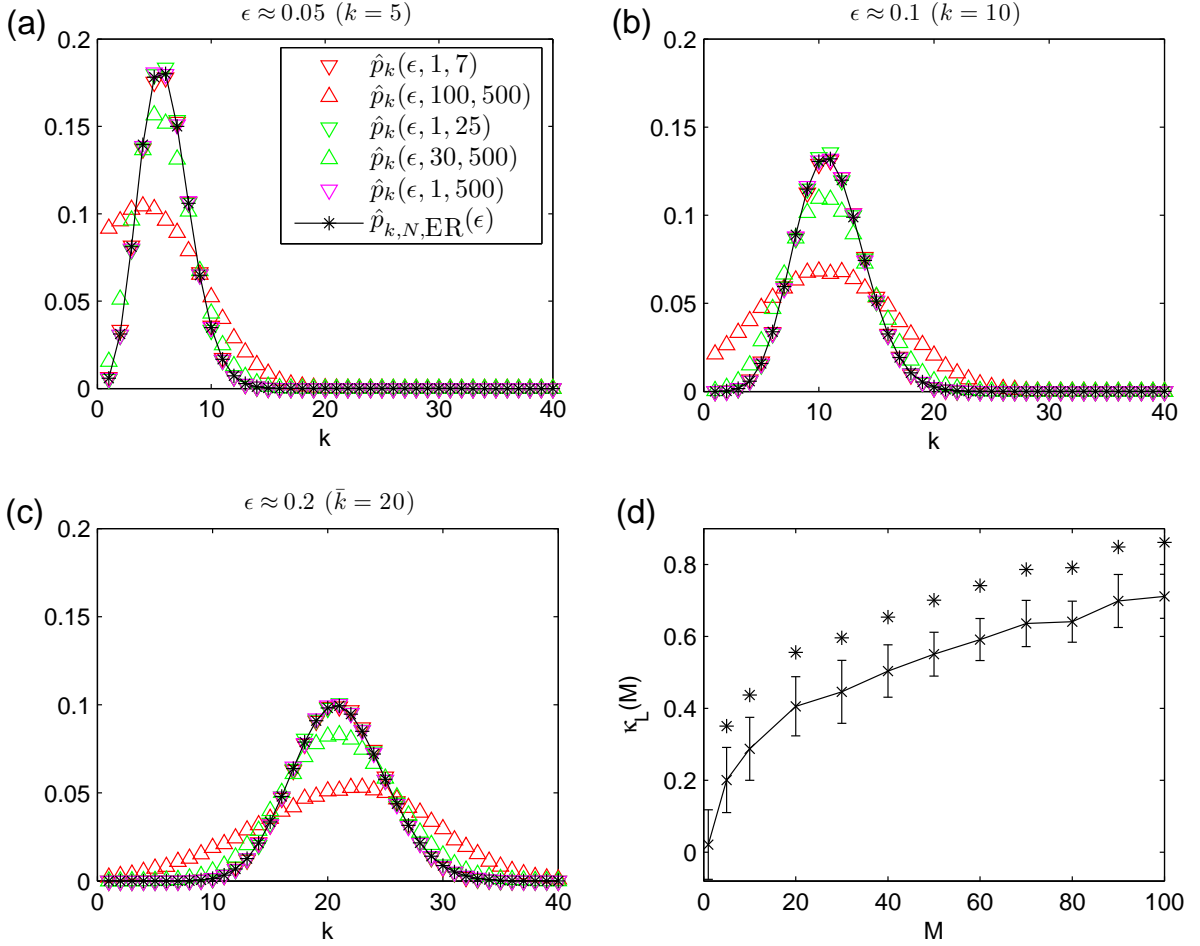 (a)
ϵ ≈ 0.05 (k = 5)
0.2
0.15
0.1
0.05
0
0 10 20 30 40
k
p̂ₖ(ϵ, 1, 7)
p̂ₖ(ϵ, 100, 500)
p̂ₖ(ϵ, 1, 25)
p̂ₖ(ϵ, 30, 500)
p̂ₖ(ϵ, 1, 500)
p̂ₖ,N,ER(ϵ)
(b)
ϵ ≈ 0.1 (k = 10)
0.2
0.15
0.1
0.05
0
0 10 20 30 40
k
(c)
ϵ ≈ 0.2 (k̄ = 20)
0.2
0.15
0.1
0.05
0
0 10 20 30 40
k
(d)
0.8
0.6
0.4
0.2
0
0 20 40 60 80 100
M
κL(M)